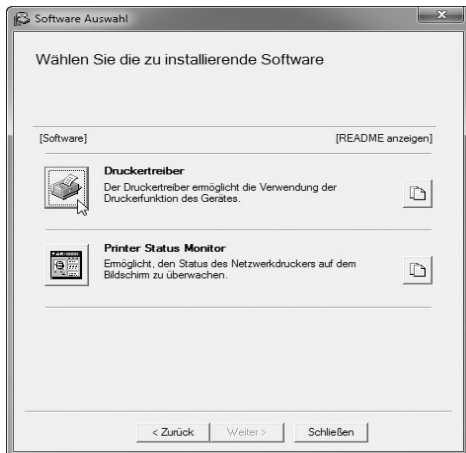 Software Auswahl
Wählen Sie die zu installierende Software
[Software] [README anzeigen]
Druckertreiber
Der Druckertreiber ermöglicht die Verwendung der
Druckerfunktion des Gerätes.
Printer Status Monitor
Ermöglicht, den Status des Netzwerkdruckers auf dem
Bildschirm zu überwachen.
< Zurück Weiter > Schließen